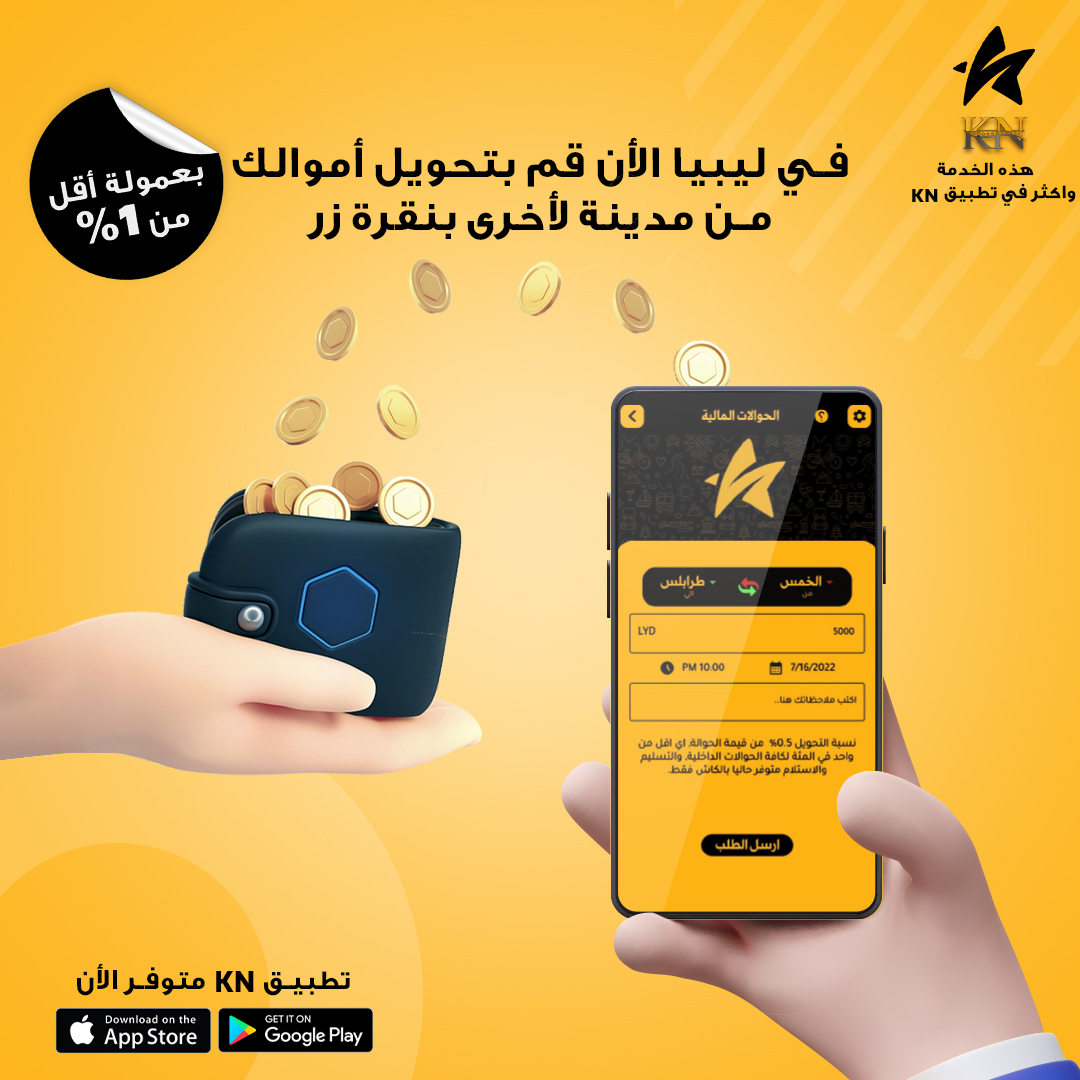 KN
هذه الخدمة
واكثر في تطبيق KN
في ليبيا الأن قم بتحويل أموالك
من مدينة لأخرى بنقرة زر
بعمولة أقل
من 1%
الحوالات المالية
؟
الخمس
من
طرابلس
الي
5000 LYD
7/16/2022 PM 10.00
اكتب ملاحظاتك هنا..
نسبة التحويل 0.5% من قيمة الحوالة, اي اقل من
واحد في المئة لكافة الحوالات الداخلية, والتسليم
والاستلام متوفر حاليا بالكاش فقط.
ارسل الطلب
تطبيق KN متوفر الأن
Download on the
App Store
GET IT ON
Google Play